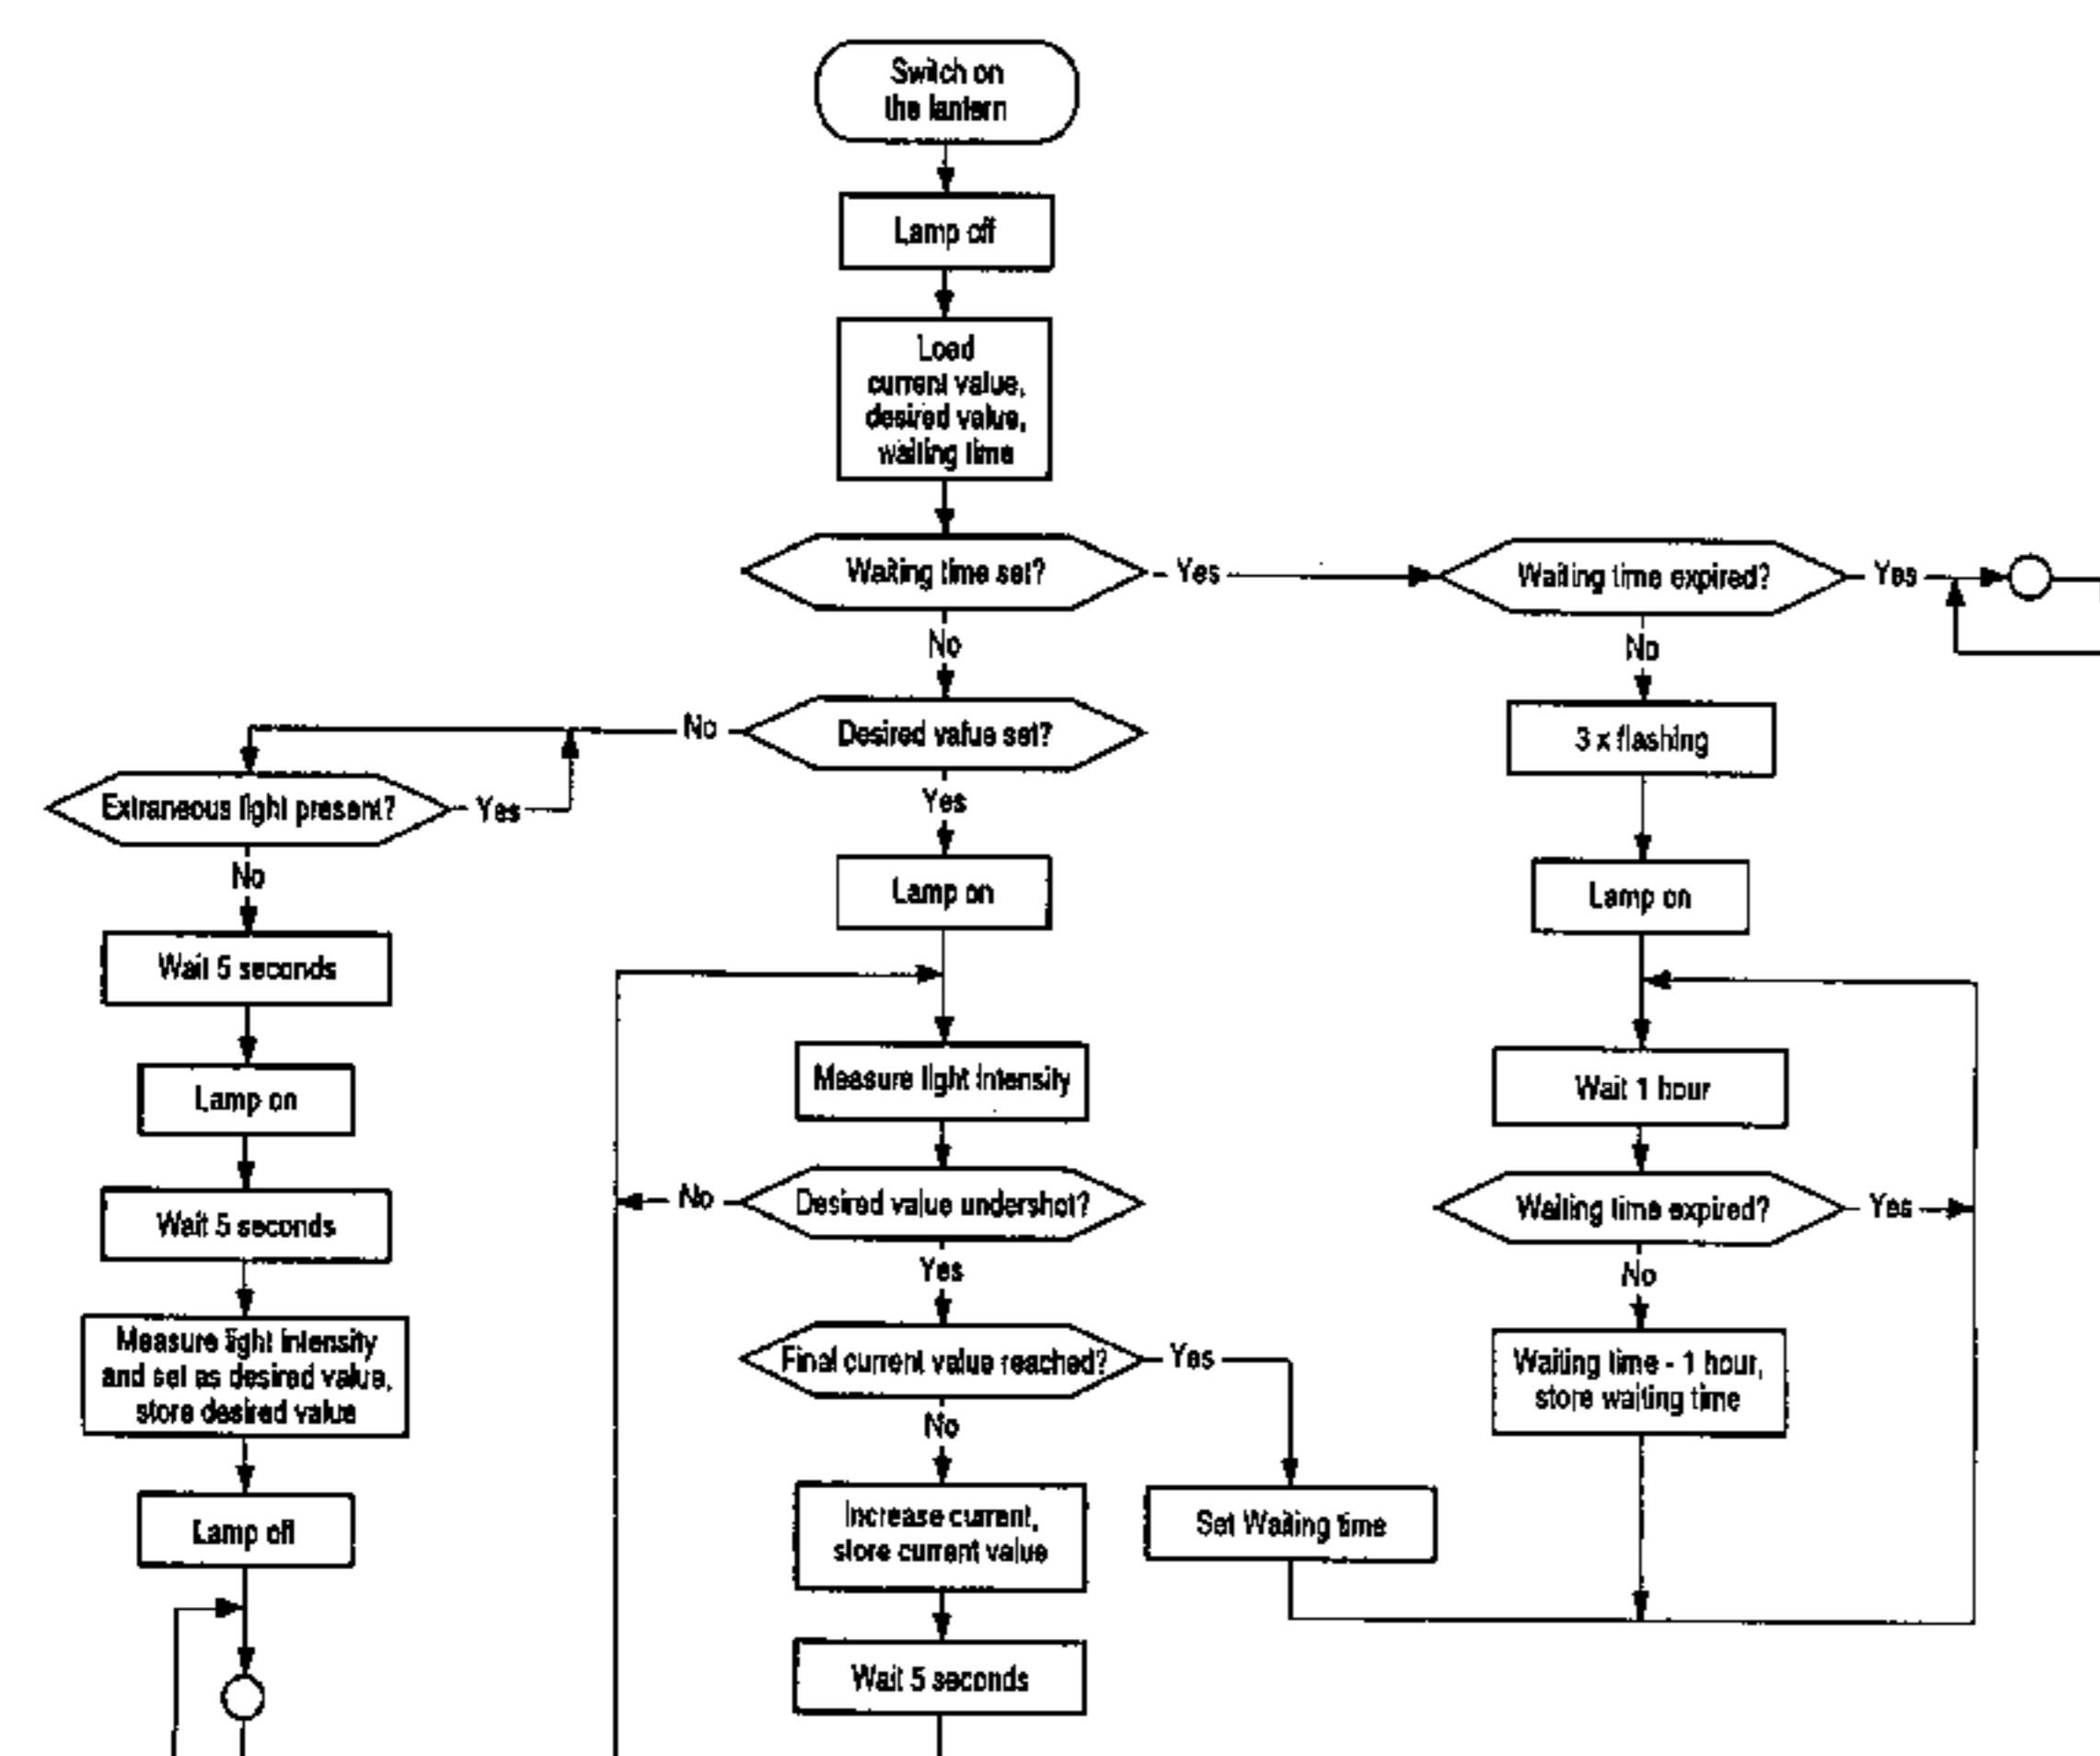 Switch on
the lantern
Lamp off
Load
current value,
desired value,
waiting time
Waiting time set?
Yes
Waiting time expired?
Yes
No
No
Desired value set?
No
3 x flashing
Extraneous light present?
Yes
Yes
No
Lamp on
Lamp on
Wait 5 seconds
Lamp on
Measure light intensity
Wait 1 hour
Wait 5 seconds
Desired value undershot?
No
Waiting time expired?
Yes
Yes
No
Measure light intensity
and set as desired value,
store desired value
Final current value reached?
Yes
Waiting time - 1 hour,
store waiting time
No
Lamp off
Increase current,
store current value
Set Waiting time
Wait 5 seconds